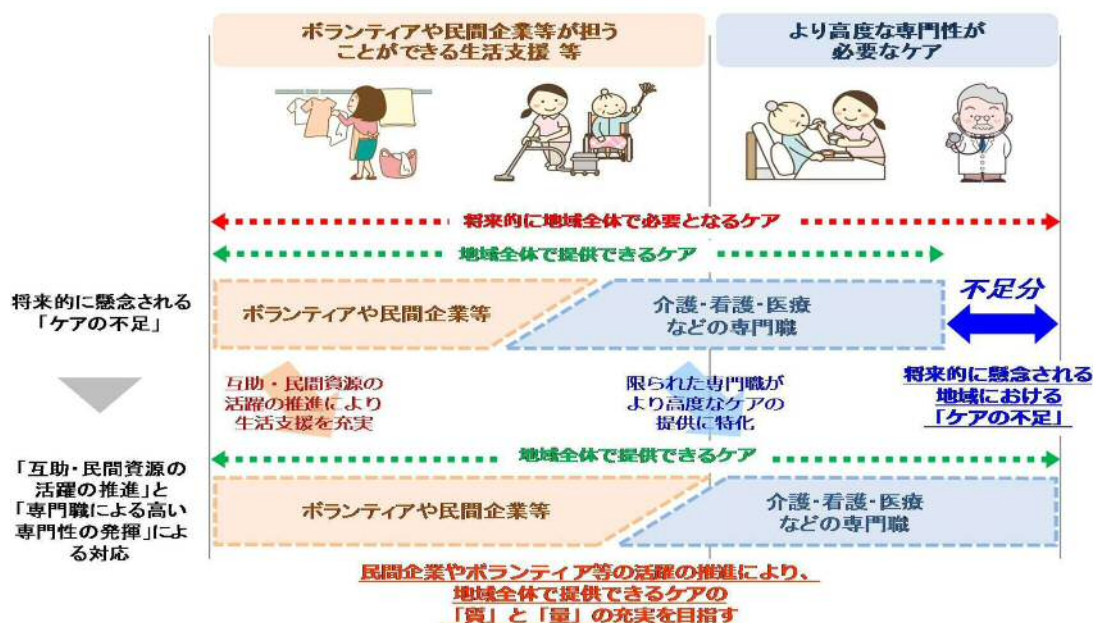 ボランティアや民間企業等が担う
ことができる生活支援 等
より高度な専門性が
必要なケア
将来的に地域全体で必要となるケア
地域全体で提供できるケア
将来的に懸念される
「ケアの不足」
ボランティアや民間企業等
介護・看護・医療
などの専門職
不足分
互助・民間資源の
活躍の推進により
生活支援を充実
限られた専門職が
より高度なケアの
提供に特化
将来的に懸念される
地域における
「ケアの不足」
地域全体で提供できるケア
「互助・民間資源の
活躍の推進」と
「専門職による高い
専門性の発揮」によ
る対応
ボランティアや民間企業等
介護・看護・医療
などの専門職
民間企業やボランティア等の活躍の推進により、
地域全体で提供できるケアの
「質」と「量」の充実を目指す